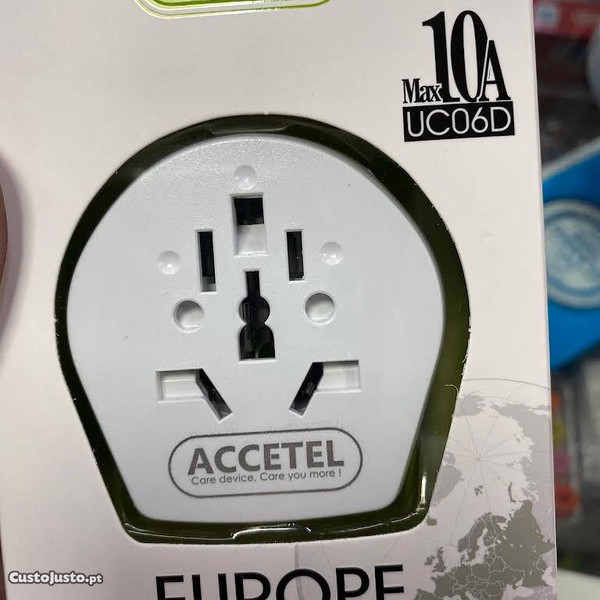 Max 10A
UC06D
ACCETEL
Care device, Care you more !
EUROPE
CustoJusto.pt